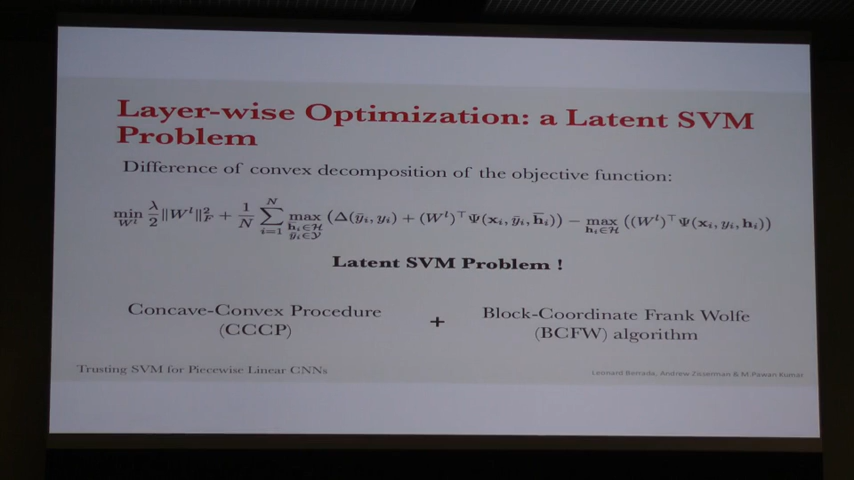 Layer-wise Optimization: a Latent SVM
Problem
Difference of convex decomposition of the objective function:
min_{W^l} λ/2 ‖W^l‖²_F + 1/N Σ_{i=1}^{N} max_{h̄_i∈ℋ, ȳ_i∈𝒴} (Δ(ȳ_i, y_i) + (W^l)^⊤Ψ(x_i, ȳ_i, h̄_i)) − max_{h_i∈ℋ} ((W^l)^⊤Ψ(x_i, y_i, h_i))
Latent SVM Problem !
Concave-Convex Procedure
(CCCP)
+
Block-Coordinate Frank Wolfe
(BCFW) algorithm
Trusting SVM for Piecewise Linear CNNs
Leonard Berrada, Andrew Zisserman & M.Pawan Kumar